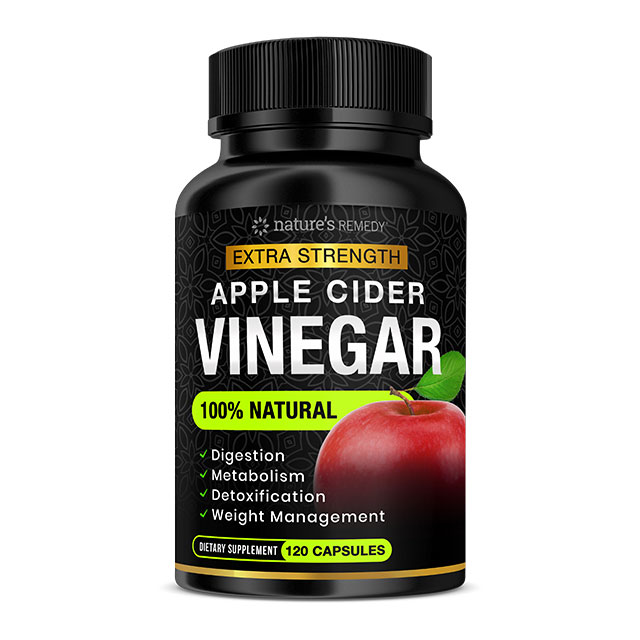 nature's REMEDY
EXTRA STRENGTH
APPLE CIDER
VINEGAR
100% NATURAL
✓ Digestion
✓ Metabolism
✓ Detoxification
✓ Weight Management
DIETARY SUPPLEMENT 120 CAPSULES